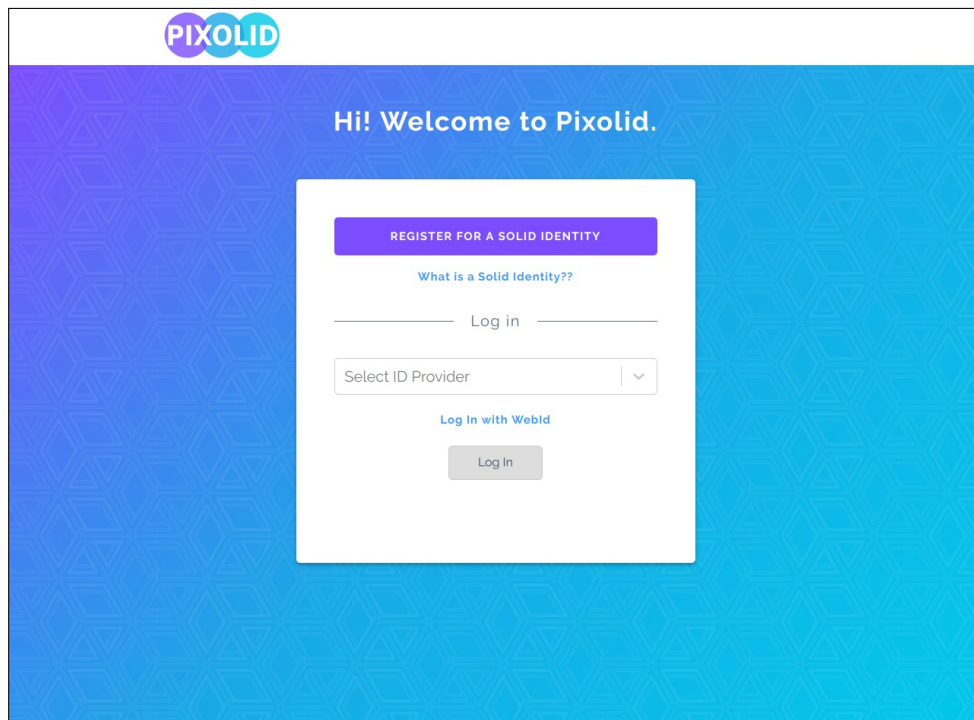 PIXOLID
Hi! Welcome to Pixolid.
REGISTER FOR A SOLID IDENTITY
What is a Solid Identity??
Log in
Select ID Provider
Log In with WebId
Log In